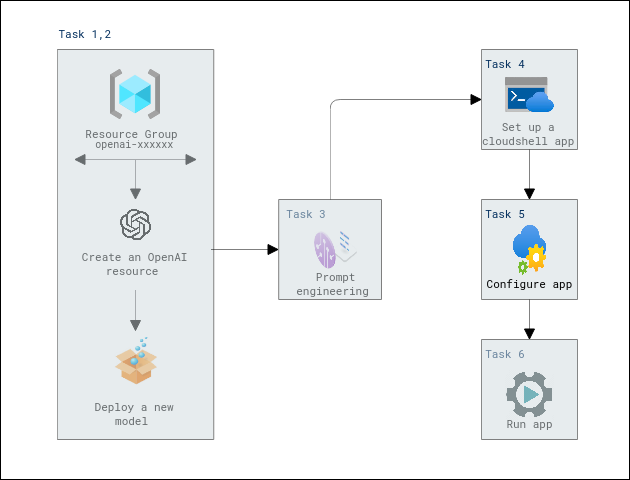 Task 1,2
Resource Group
openai-xxxxxx
Create an OpenAI
resource
Deploy a new
model
Task 3
Prompt
engineering
Task 4
>_
Set up a
cloudshell app
Task 5
Configure app
Task 6
Run app